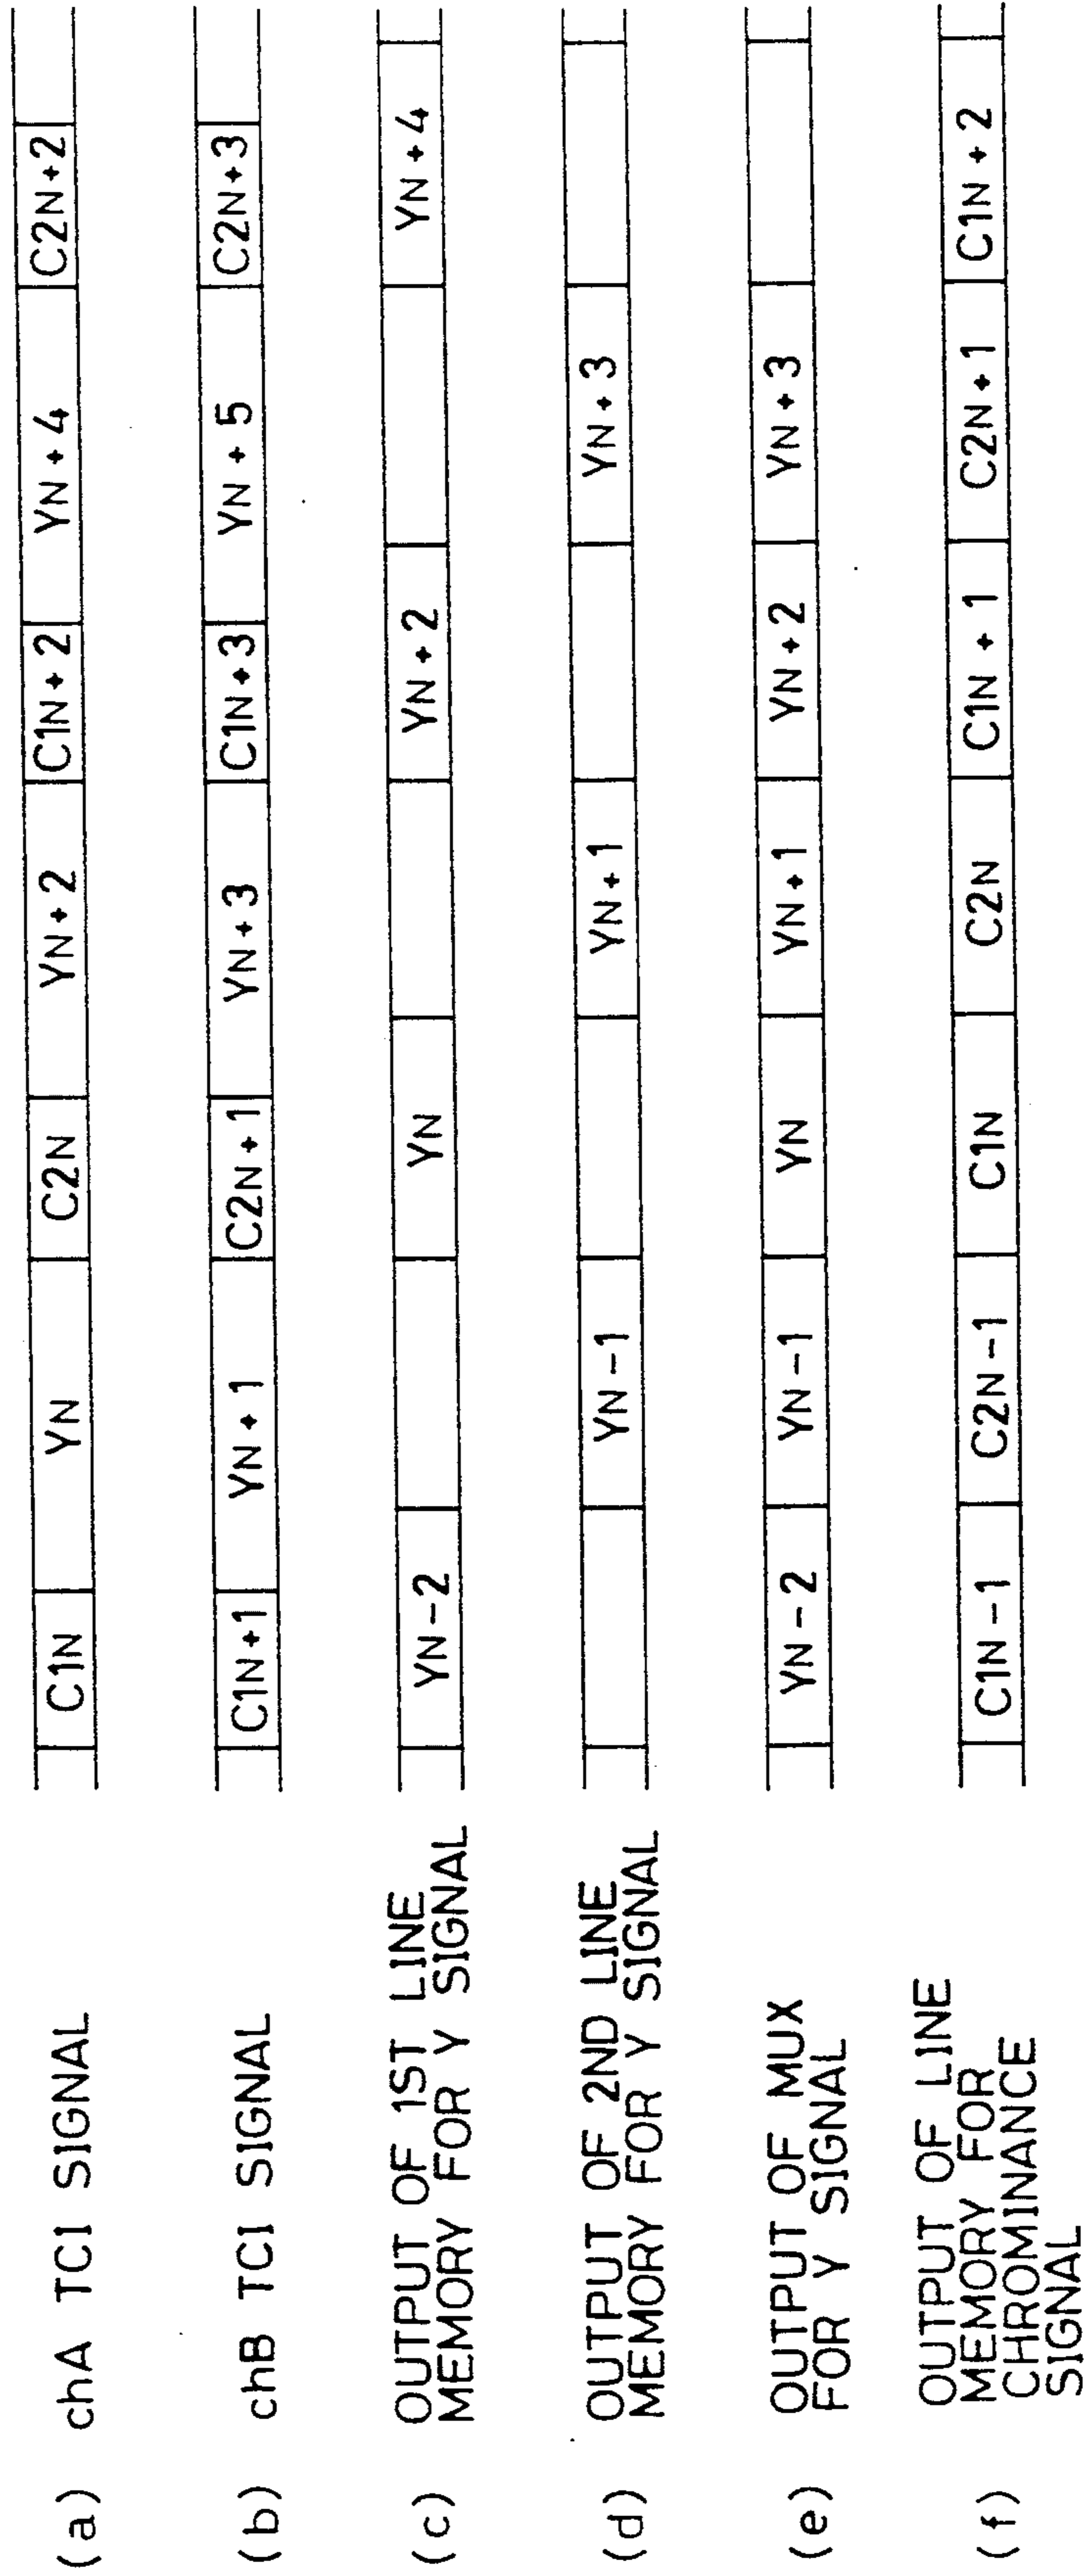 (a) chA TCI SIGNAL
C1N YN C2N YN+2 C1N+2 YN+4 C2N+2
(b) chB TCI SIGNAL
C1N+1 YN+1 C2N+1 YN+3 C1N+3 YN+5 C2N+3
(c) OUTPUT OF 1ST LINE
MEMORY FOR Y SIGNAL
YN-2 YN YN+2 YN+4
(d) OUTPUT OF 2ND LINE
MEMORY FOR Y SIGNAL
YN-1 YN+1 YN+3
(e) OUTPUT OF MUX
FOR Y SIGNAL
YN-2 YN-1 YN YN+1 YN+2 YN+3
(f) OUTPUT OF LINE
MEMORY FOR
CHROMINANCE
SIGNAL
C1N-1 C2N-1 C1N C2N C1N+1 C2N+1 C1N+2